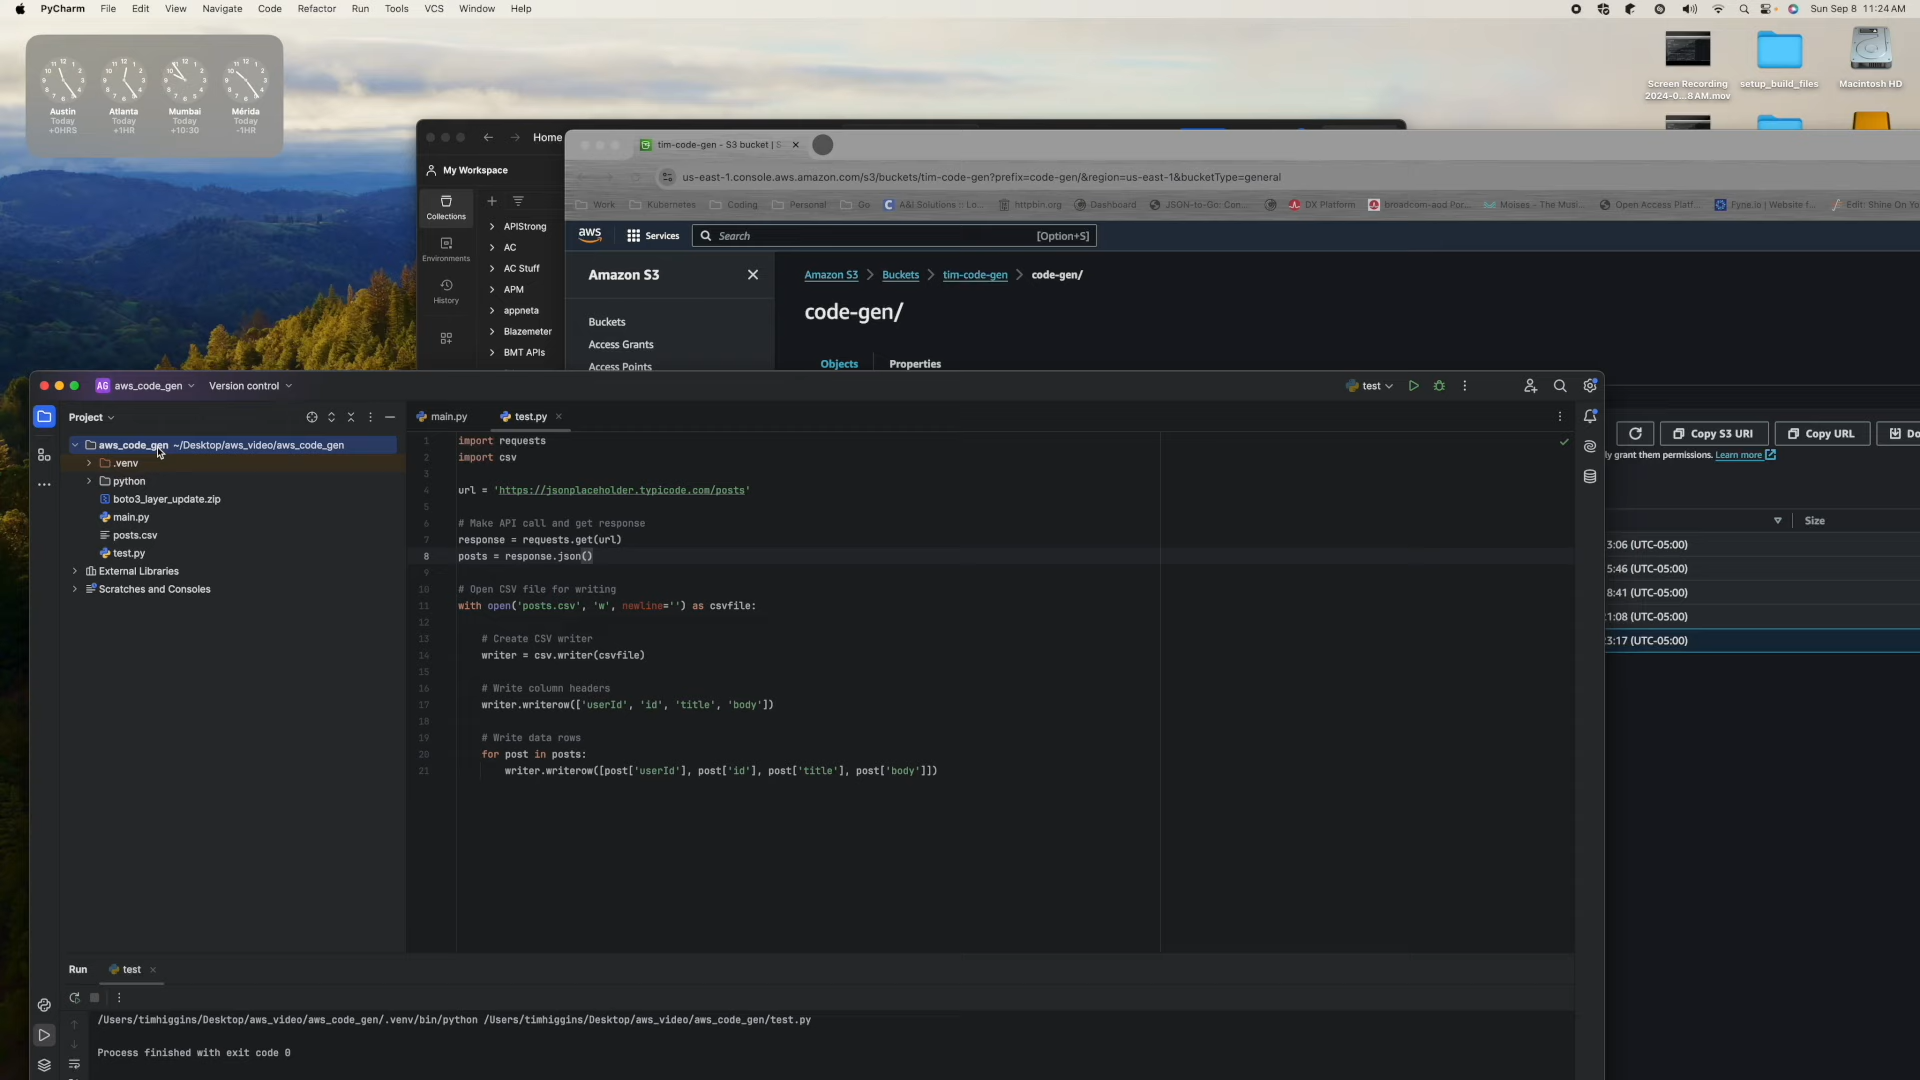 PyCharm File Edit View Navigate Code Refactor Run Tools VCS Window Help
Sun Sep 8 11:24 AM
Austin Atlanta Mumbai Mérida
Today Today Today Today
+0HRS +1HR +10:30 -1HR
Screen Recording
2024-0...8 AM.mov
setup_build_files
Macintosh HD
Home
My Workspace
Collections
Environments
History
APIStrong
AC
AC Stuff
APM
appneta
Blazemeter
BMT APIs
tim-code-gen - S3 bucket | S
us-east-1.console.aws.amazon.com/s3/buckets/tim-code-gen?prefix=code-gen/&region=us-east-1&bucketType=general
Work Kubernetes Coding Personal Go A&I Solutions :: Lo... httpbin.org Dashboard JSON-to-Go: Con... DX Platform broadcom-aod Por... Moises - The Musi... Open Access Platf... Fyne.io | Website f... Edit: Shine On Yo
aws Services Search [Option+S]
Amazon S3
Buckets
Access Grants
Access Points
Amazon S3 > Buckets > tim-code-gen > code-gen/
code-gen/
Objects Properties
Copy S3 URI Copy URL Do
ly grant them permissions. Learn more
Size
3:06 (UTC-05:00)
5:46 (UTC-05:00)
8:41 (UTC-05:00)
1:08 (UTC-05:00)
3:17 (UTC-05:00)
AG aws_code_gen Version control
test
Project
aws_code_gen ~/Desktop/aws_video/aws_code_gen
.venv
python
boto3_layer_update.zip
main.py
posts.csv
test.py
External Libraries
Scratches and Consoles
main.py test.py
1 import requests
2 import csv
3
4 url = 'https://jsonplaceholder.typicode.com/posts'
5
6 # Make API call and get response
7 response = requests.get(url)
8 posts = response.json()
9
10 # Open CSV file for writing
11 with open('posts.csv', 'w', newline='') as csvfile:
12
13 # Create CSV writer
14 writer = csv.writer(csvfile)
15
16 # Write column headers
17 writer.writerow(['userId', 'id', 'title', 'body'])
18
19 # Write data rows
20 for post in posts:
21 writer.writerow([post['userId'], post['id'], post['title'], post['body']])
Run test
/Users/timhiggins/Desktop/aws_video/aws_code_gen/.venv/bin/python /Users/timhiggins/Desktop/aws_video/aws_code_gen/test.py
Process finished with exit code 0